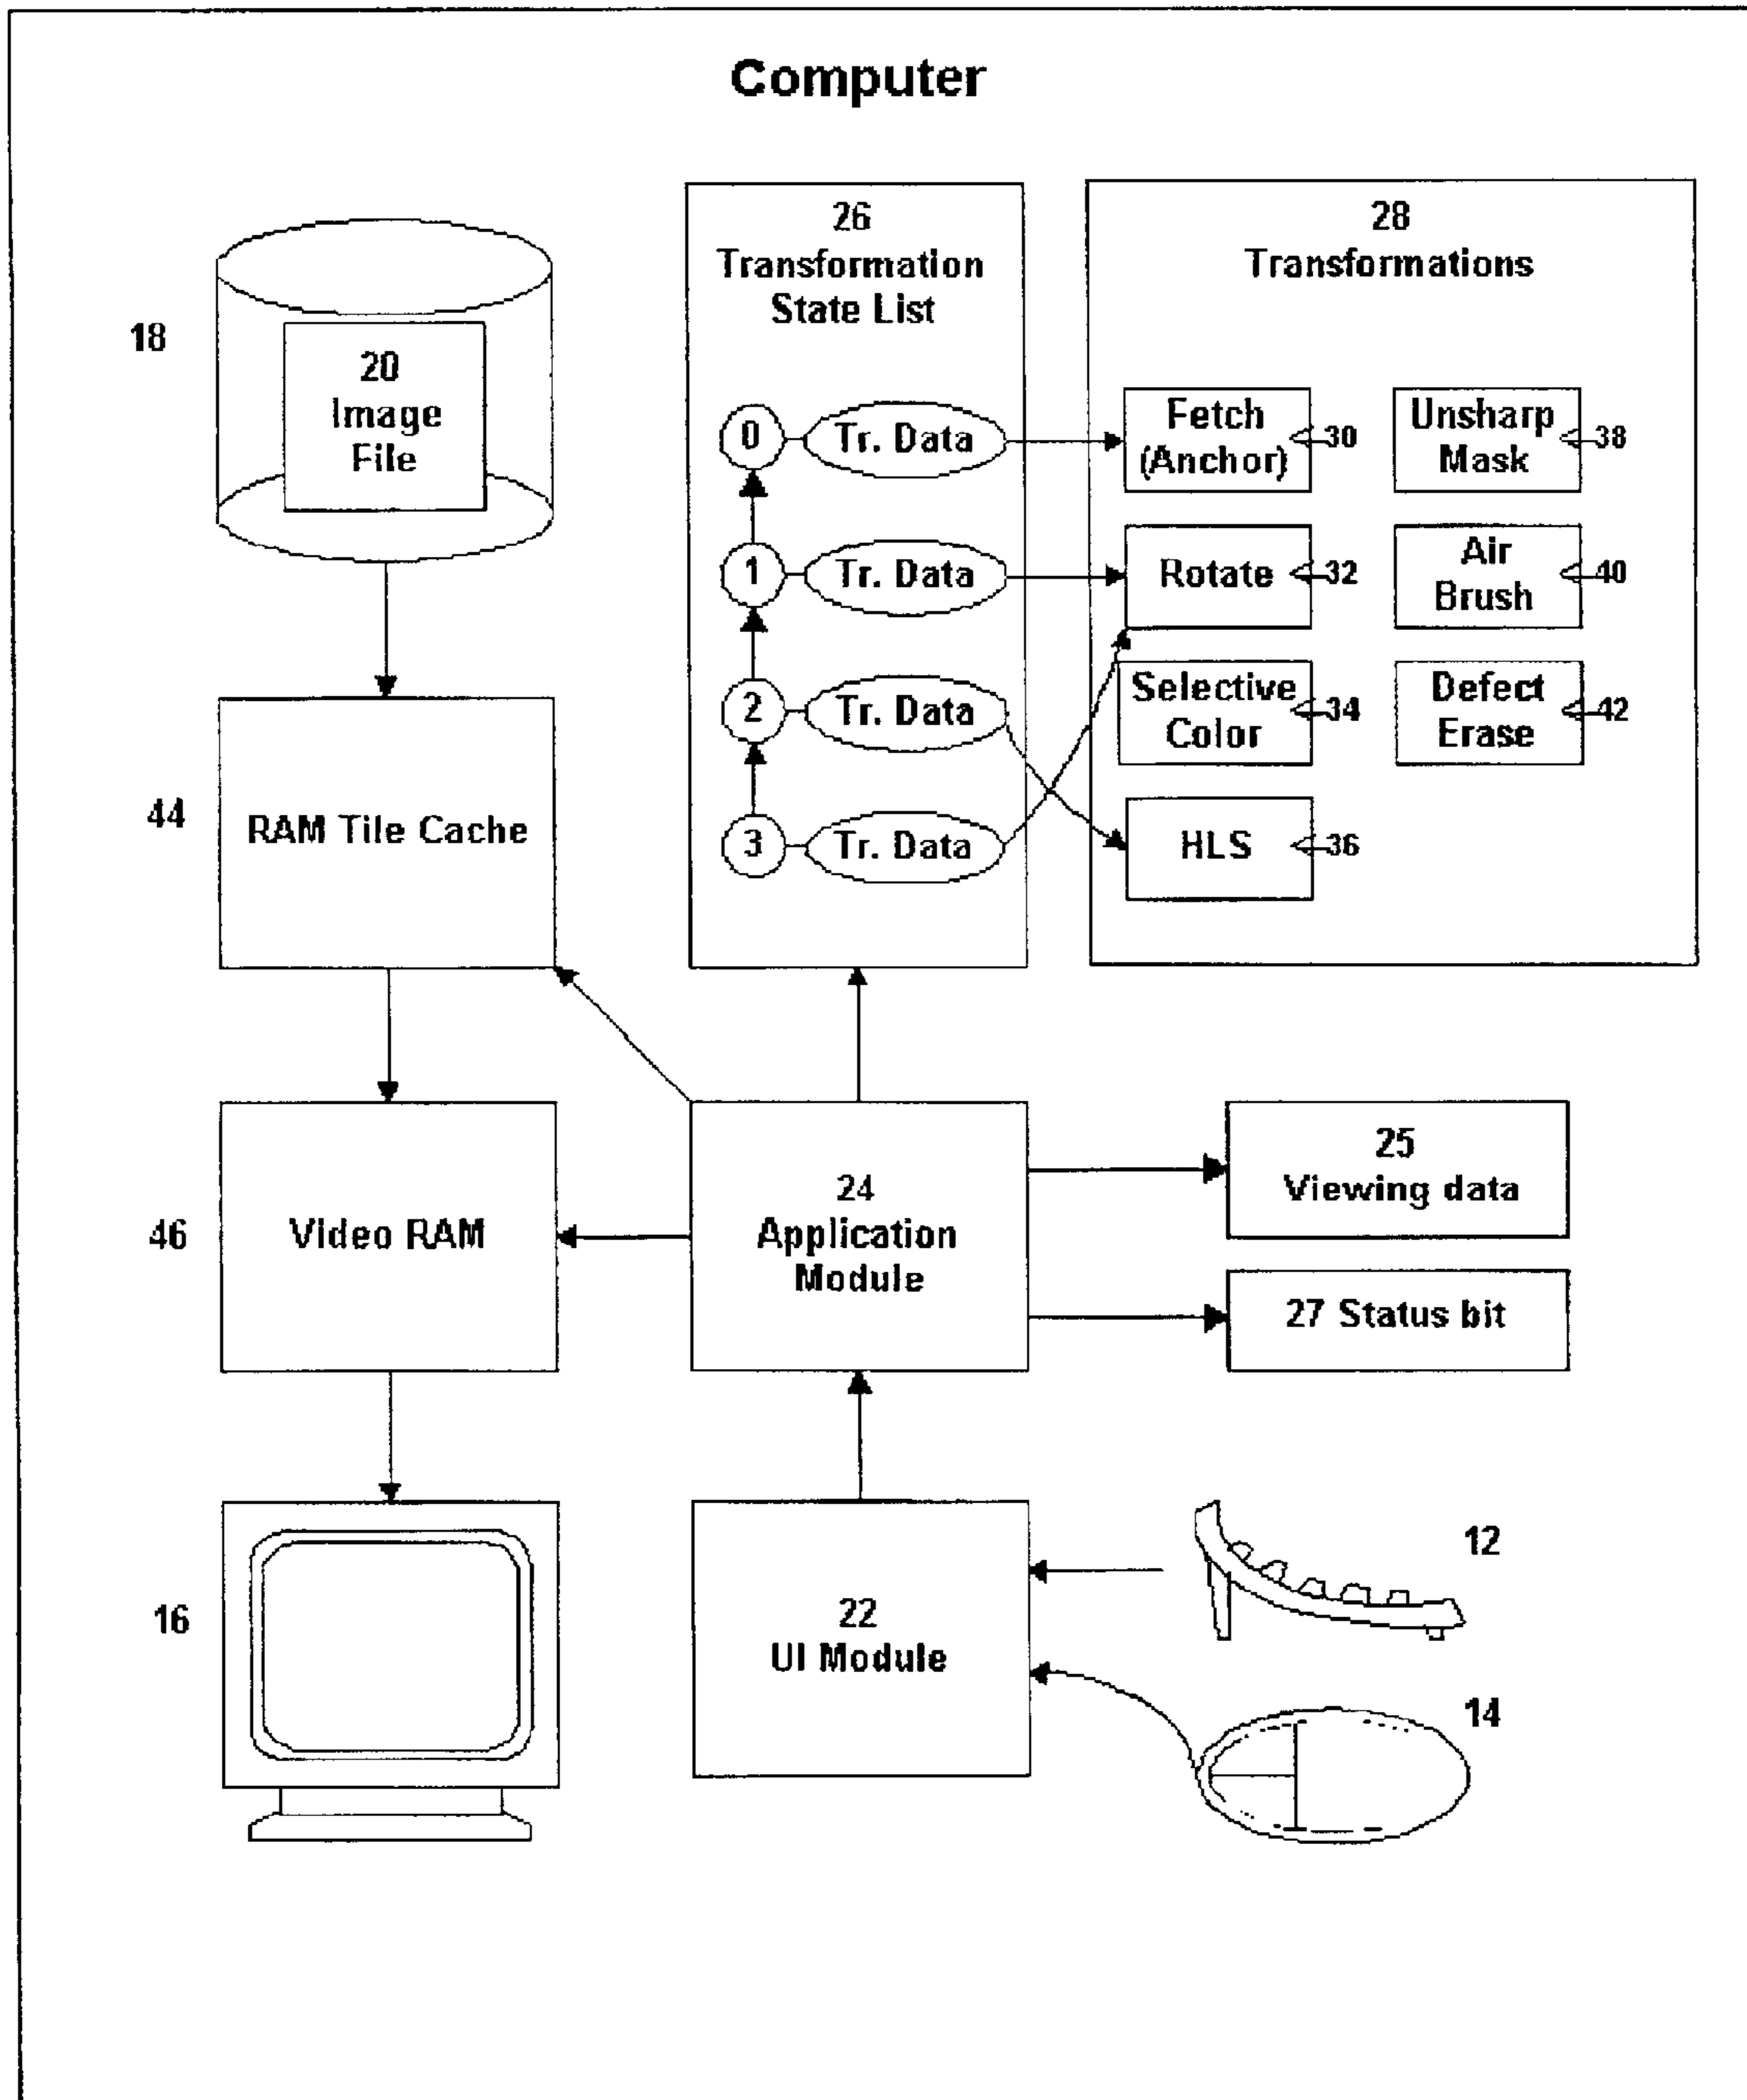 Computer
18
20
Image
File
26
Transformation
State List
0 Tr. Data
1 Tr. Data
2 Tr. Data
3 Tr. Data
28
Transformations
Fetch
(Anchor)
30
Unsharp
Mask
38
Rotate
32
Air
Brush
40
Selective
Color
34
Defect
Erase
42
HLS
36
44
RAM Tile Cache
46
Video RAM
24
Application
Module
25
Viewing data
27 Status bit
16
22
UI Module
12
14